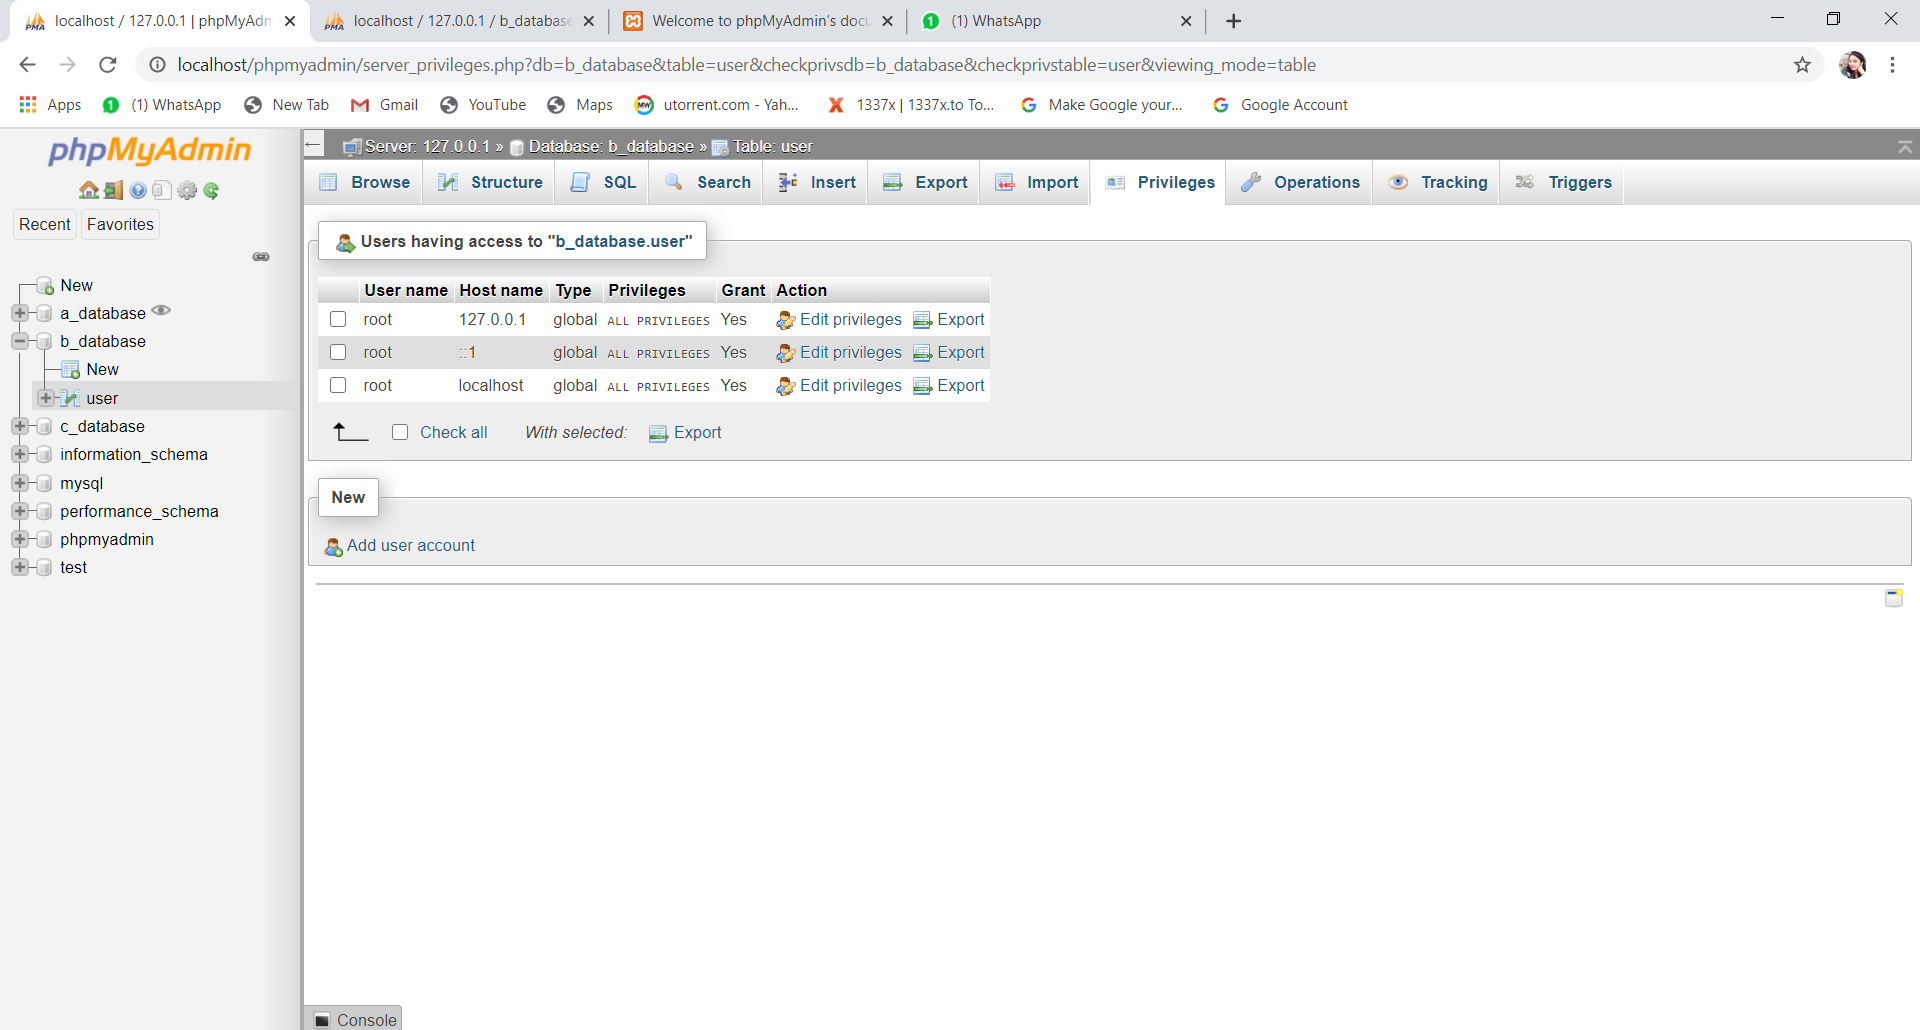 localhost / 127.0.0.1 | phpMyAdm
localhost / 127.0.0.1 / b_database
Welcome to phpMyAdmin's docu
(1) WhatsApp
localhost/phpmyadmin/server_privileges.php?db=b_database&table=user&checkprivsdb=b_database&checkprivstable=user&viewing_mode=table
Apps (1) WhatsApp New Tab Gmail YouTube Maps utorrent.com - Yah... 1337x | 1337x.to To... Make Google your... Google Account
phpMyAdmin
Recent Favorites
New
a_database
b_database
New
user
c_database
information_schema
mysql
performance_schema
phpmyadmin
test
Server: 127.0.0.1 » Database: b_database » Table: user
Browse Structure SQL Search Insert Export Import Privileges Operations Tracking Triggers
Users having access to "b_database.user"
User name Host name Type Privileges Grant Action
root 127.0.0.1 global ALL PRIVILEGES Yes Edit privileges Export
root ::1 global ALL PRIVILEGES Yes Edit privileges Export
root localhost global ALL PRIVILEGES Yes Edit privileges Export
Check all With selected: Export
New
Add user account
Console